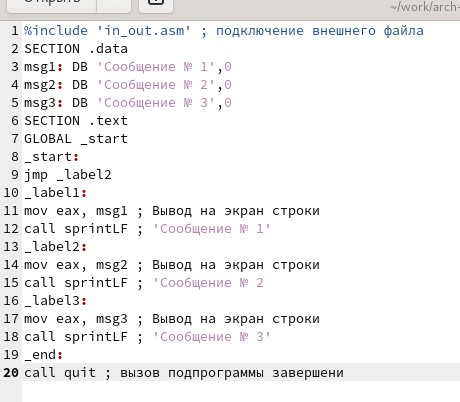 Открыть
~/work/arch-
1 %include 'in_out.asm' ; подключение внешнего файла
2 SECTION .data
3 msg1: DB 'Сообщение № 1',0
4 msg2: DB 'Сообщение № 2',0
5 msg3: DB 'Сообщение № 3',0
6 SECTION .text
7 GLOBAL _start
8 _start:
9 jmp _label2
10 _label1:
11 mov eax, msg1 ; Вывод на экран строки
12 call sprintLF ; 'Сообщение № 1'
13 _label2:
14 mov eax, msg2 ; Вывод на экран строки
15 call sprintLF ; 'Сообщение № 2
16 _label3:
17 mov eax, msg3 ; Вывод на экран строки
18 call sprintLF ; 'Сообщение № 3'
19 _end:
20 call quit ; вызов подпрограммы завершени